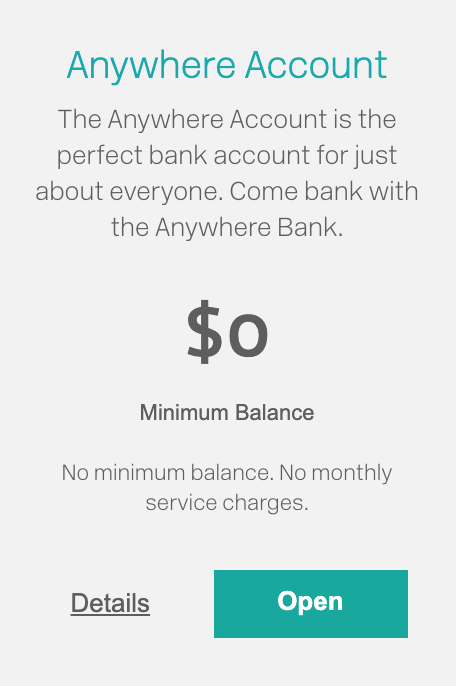 Anywhere Account
The Anywhere Account is the
perfect bank account for just
about everyone. Come bank with
the Anywhere Bank.
$0
Minimum Balance
No minimum balance. No monthly
service charges.
Details
Open